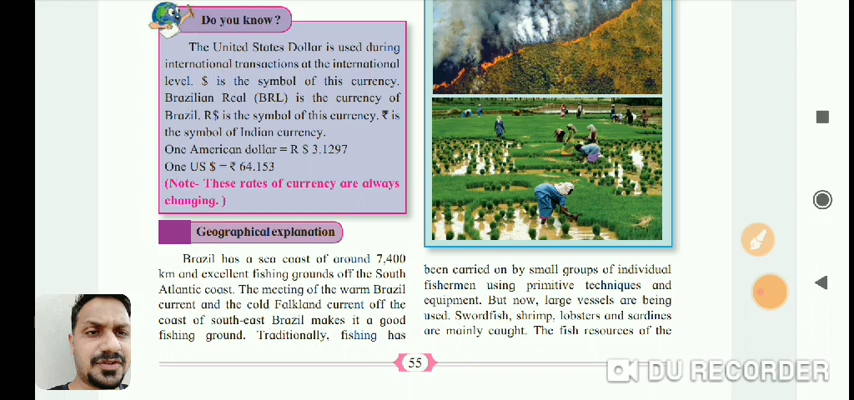 Do you know?
The United States Dollar is used during
international transactions at the international
level. $ is the symbol of this currency.
Brazilian Real (BRL) is the currency of
Brazil. R$ is the symbol of this currency. ₹ is
the symbol of Indian currency.
One American dollar = R $ 3.1297
One US $ = ₹ 64.153
(Note- These rates of currency are always
changing. )
Geographical explanation
Brazil has a sea coast of around 7,400
km and excellent fishing grounds off the South
Atlantic coast. The meeting of the warm Brazil
current and the cold Falkland current off the
coast of south-east Brazil makes it a good
fishing ground. Traditionally, fishing has
been carried on by small groups of individual
fishermen using primitive techniques and
equipment. But now, large vessels are being
used. Swordfish, shrimp, lobsters and sardines
are mainly caught. The fish resources of the
55
DU RECORDER